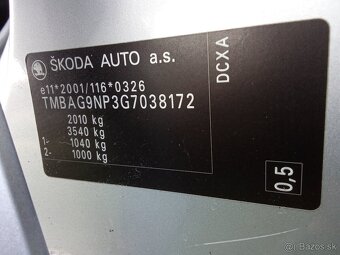 ŠKODA AUTO a.s.
e11*2001/116*0326
TMBAG9NP3G7038172
2010 kg
3540 kg
1- 1040 kg
2- 1000 kg
DCXA
0,5
Bazos.sk